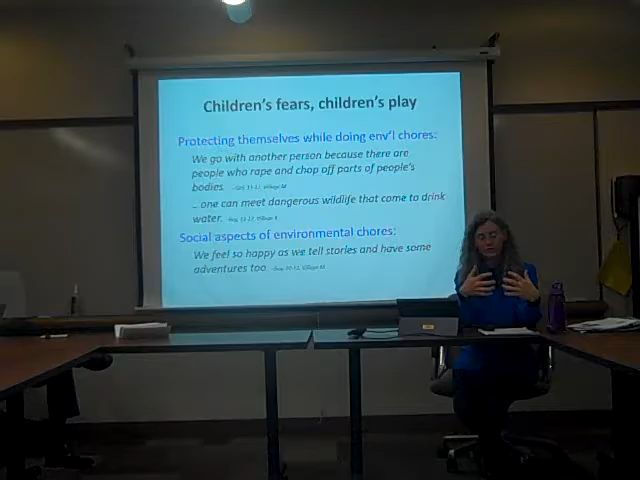 Children's fears, children's play
Protecting themselves while doing env'l chores:
We go with another person because there are
people who rape and chop off parts of people's
bodies.
… one can meet dangerous wildlife that come to drink
water.
Social aspects of environmental chores:
We feel so happy as we tell stories and have some
adventures too